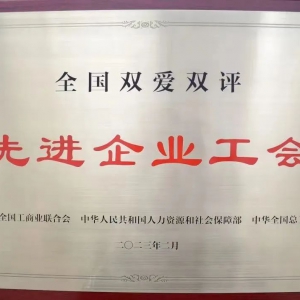 全国双爱双评
先进企业工会
全国工商业联合会 中华人民共和国人力资源和社会保障部 中华全国总
二〇二三年二月